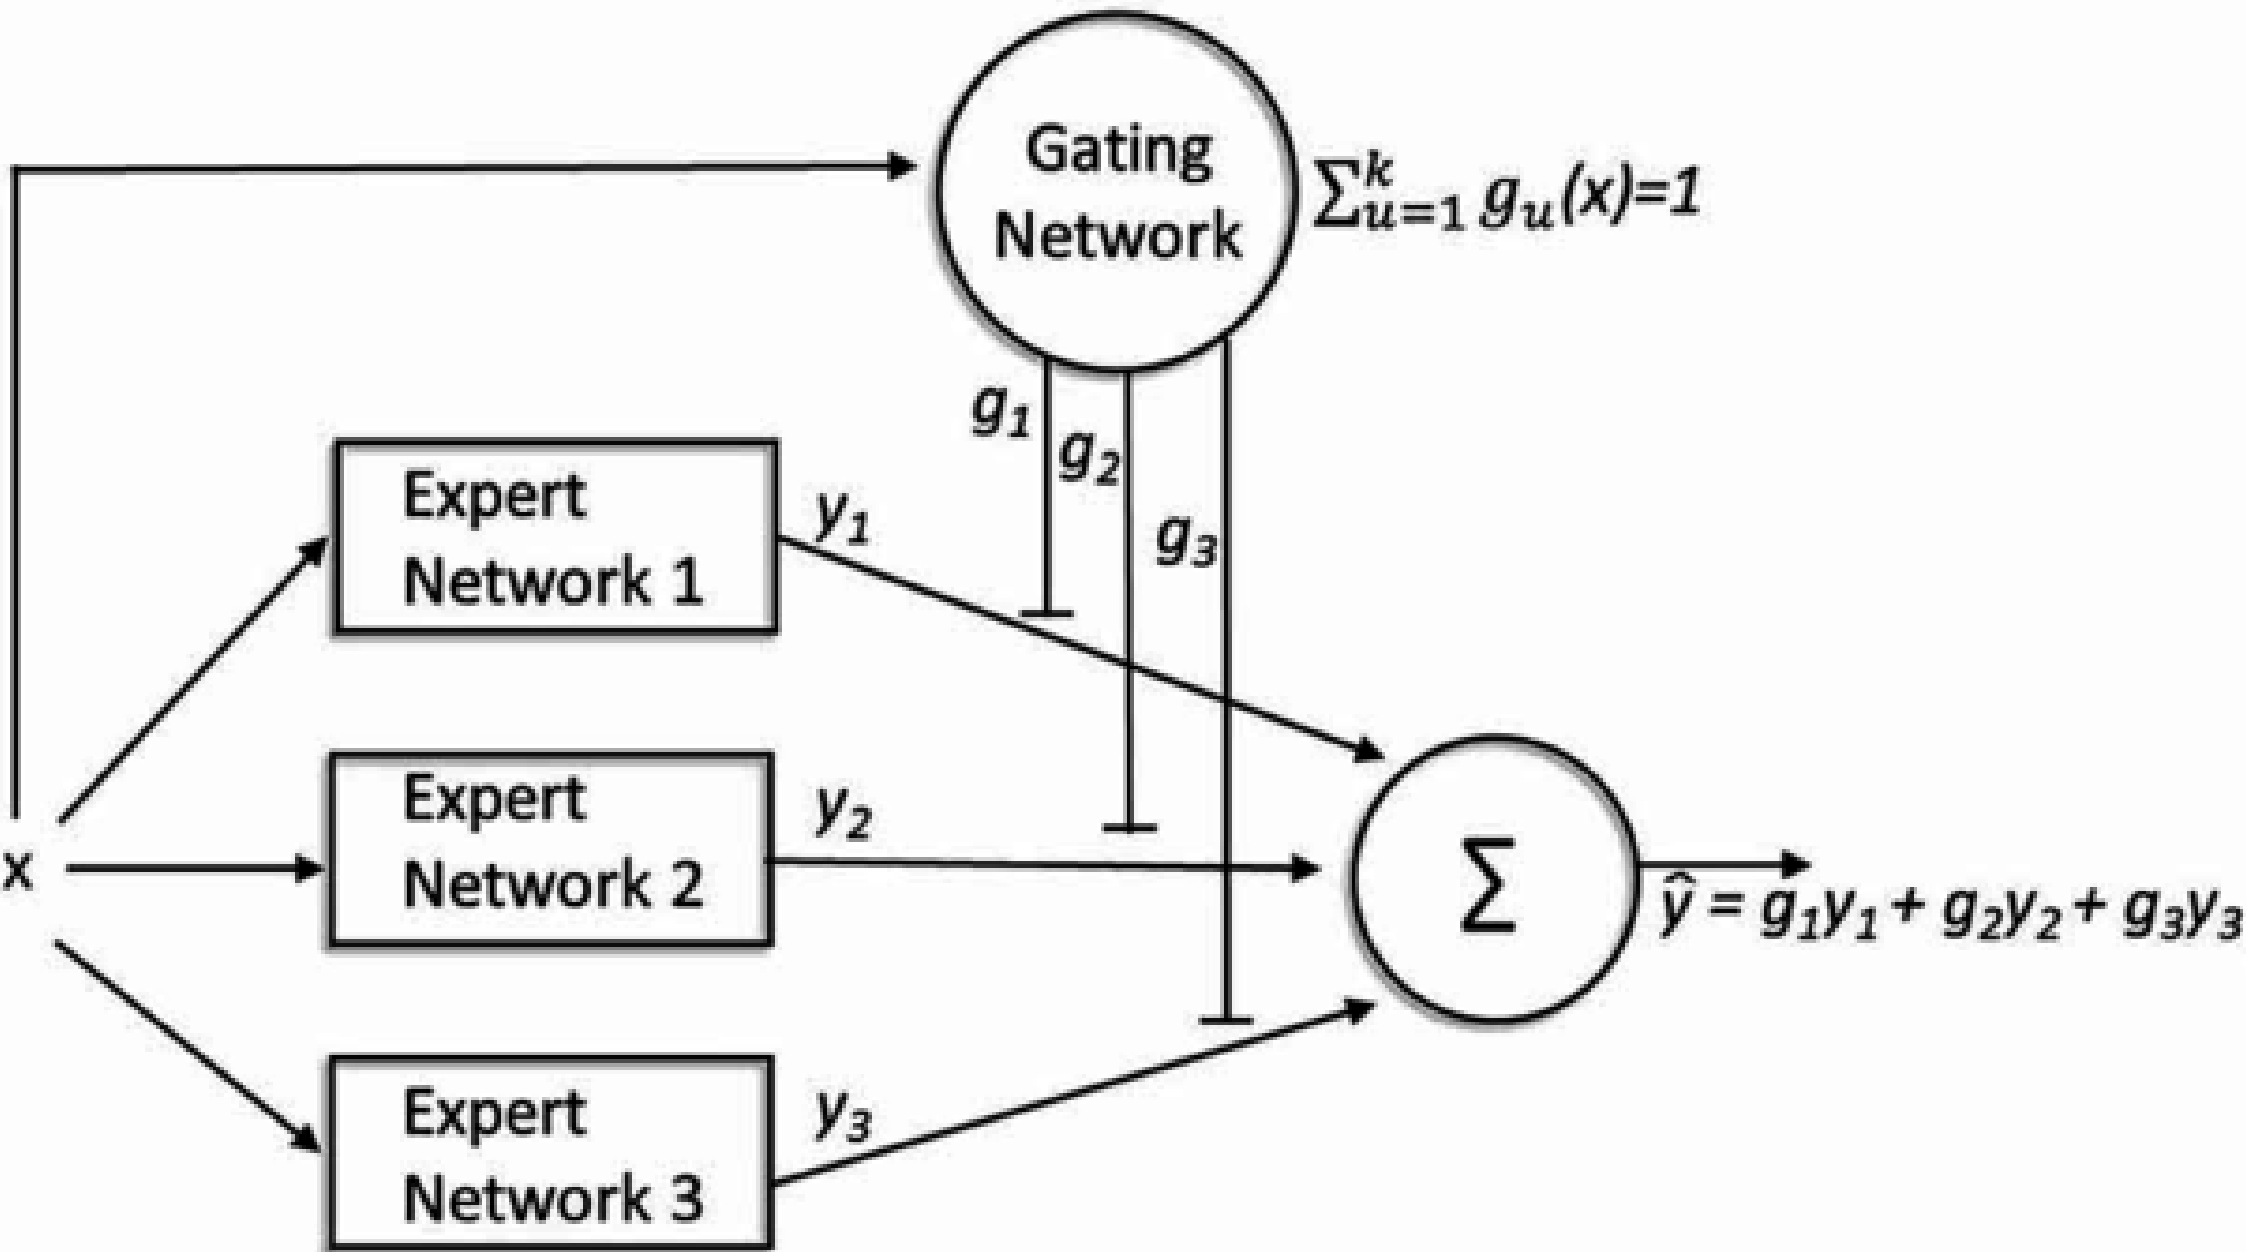 Gating
Network
∑ᵏᵤ₌₁ gᵤ(x)=1
g₁
g₂
g₃
Expert
Network 1
y₁
x
Expert
Network 2
y₂
∑
ŷ = g₁y₁ + g₂y₂ + g₃y₃
Expert
Network 3
y₃